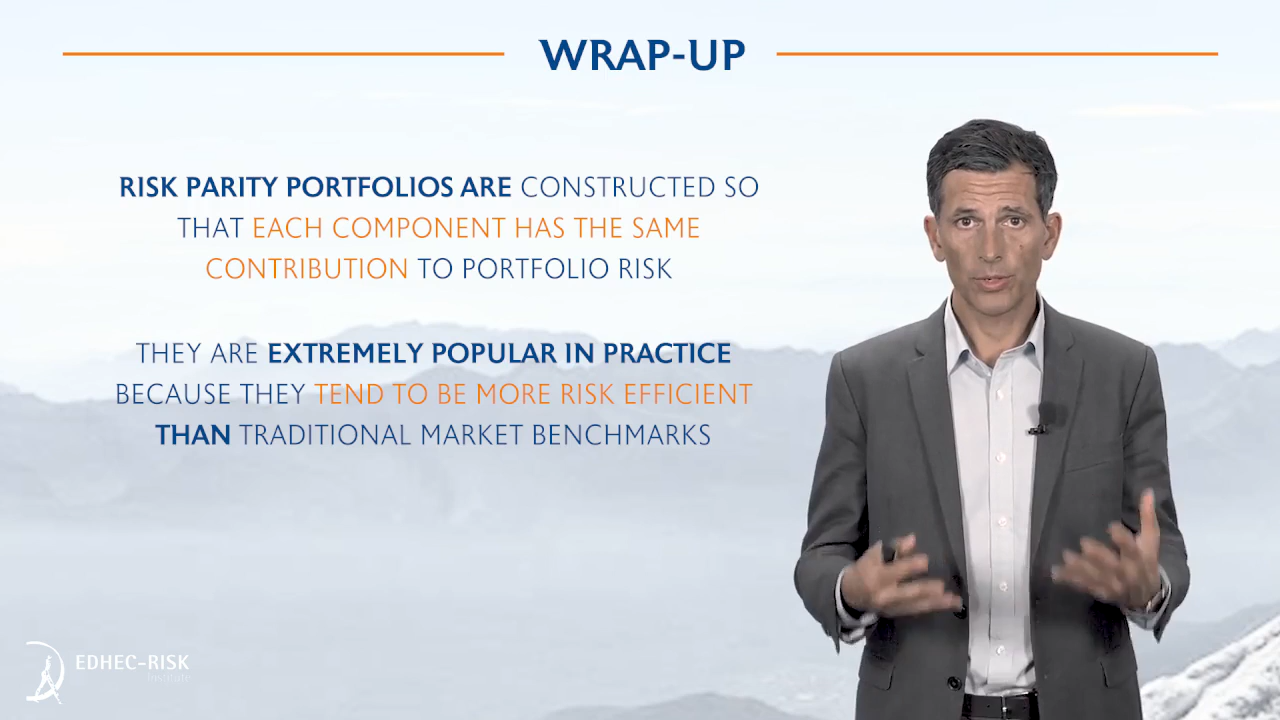 WRAP-UP
RISK PARITY PORTFOLIOS ARE CONSTRUCTED SO
THAT EACH COMPONENT HAS THE SAME
CONTRIBUTION TO PORTFOLIO RISK
THEY ARE EXTREMELY POPULAR IN PRACTICE
BECAUSE THEY TEND TO BE MORE RISK EFFICIENT
THAN TRADITIONAL MARKET BENCHMARKS
EDHEC-RISK
Institute